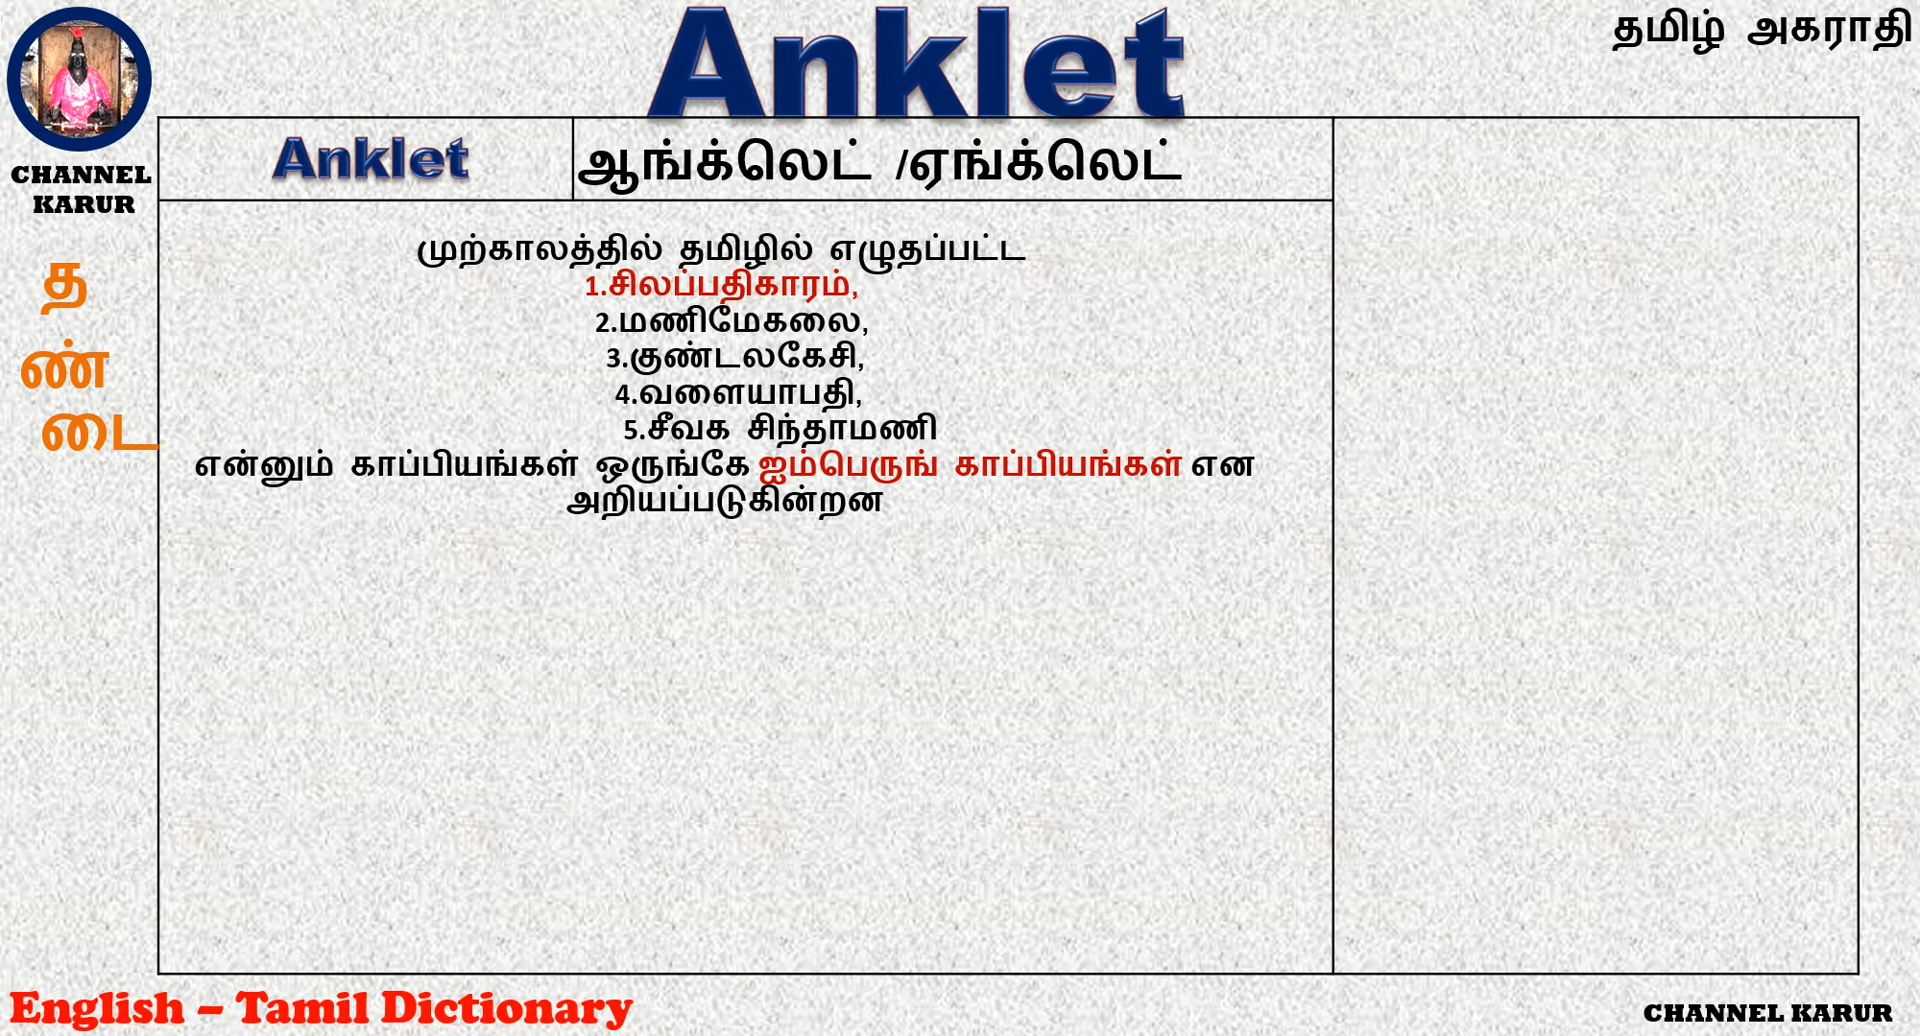 Anklet
தமிழ் அகராதி
CHANNEL
KARUR
Anklet
ஆங்க்லெட் /ஏங்க்லெட்
த
ண்
டை
முற்காலத்தில் தமிழில் எழுதப்பட்ட
1.சிலப்பதிகாரம்,
2.மணிமேகலை,
3.குண்டலகேசி,
4.வளையாபதி,
5.சீவக சிந்தாமணி
என்னும் காப்பியங்கள் ஒருங்கே ஐம்பெருங் காப்பியங்கள் என
அறியப்படுகின்றன
English – Tamil Dictionary
CHANNEL KARUR